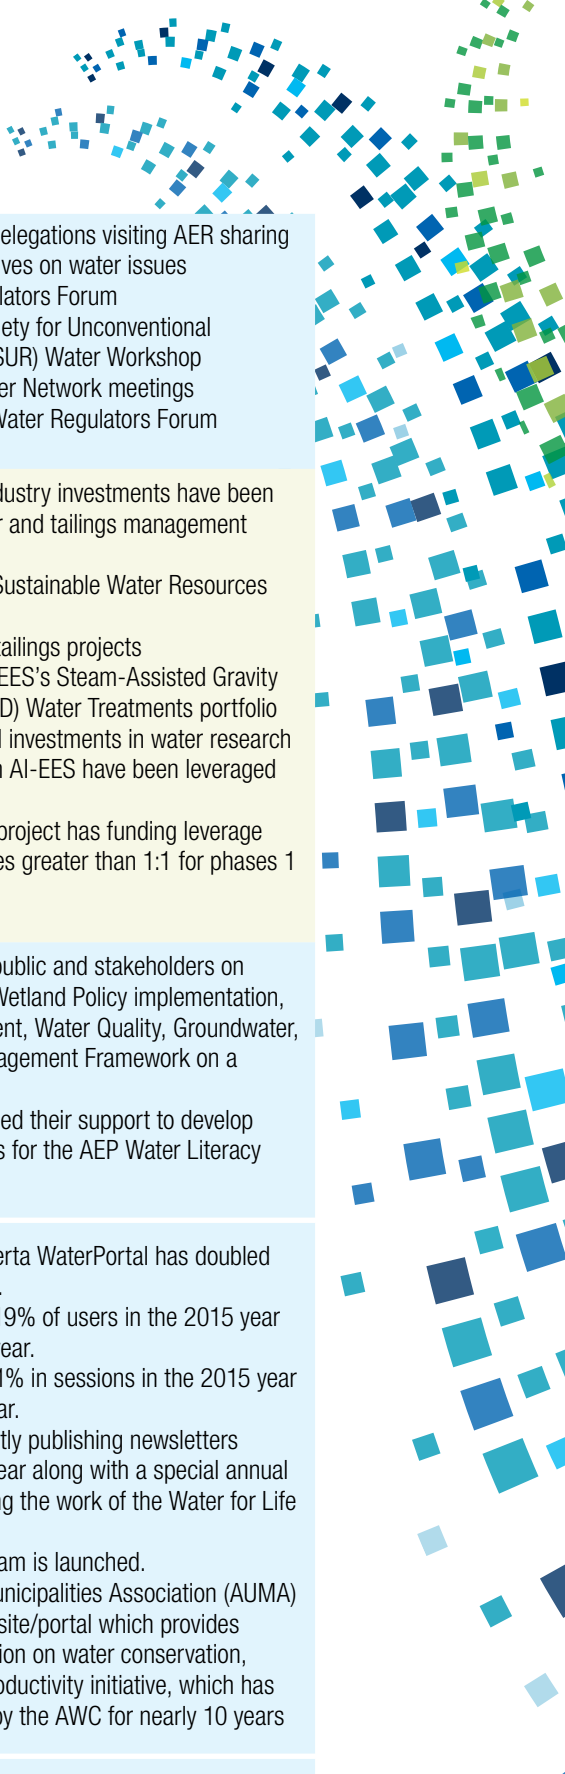 elegations visiting AER sharing
ves on water issues
lators Forum
ety for Unconventional
SUR) Water Workshop
er Network meetings
Water Regulators Forum
dustry investments have been
r and tailings management
Sustainable Water Resources
tailings projects
EES's Steam-Assisted Gravity
D) Water Treatments portfolio
l investments in water research
n AI-EES have been leveraged
project has funding leverage
es greater than 1:1 for phases 1
public and stakeholders on
Wetland Policy implementation,
ent, Water Quality, Groundwater,
agement Framework on a
ed their support to develop
s for the AEP Water Literacy
erta WaterPortal has doubled
.
19% of users in the 2015 year
year.
1% in sessions in the 2015 year
ar.
tly publishing newsletters
ear along with a special annual
ng the work of the Water for Life
am is launched.
unicipalities Association (AUMA)
site/portal which provides
tion on water conservation,
oductivity initiative, which has
by the AWC for nearly 10 years